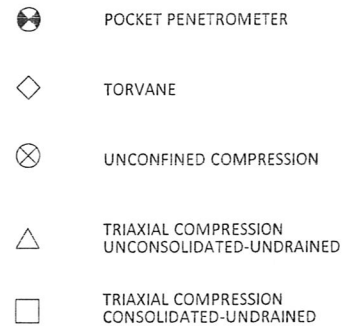 POCKET PENETROMETER
TORVANE
UNCONFINED COMPRESSION
TRIAXIAL COMPRESSION
UNCONSOLIDATED-UNDRAINED
TRIAXIAL COMPRESSION
CONSOLIDATED-UNDRAINED